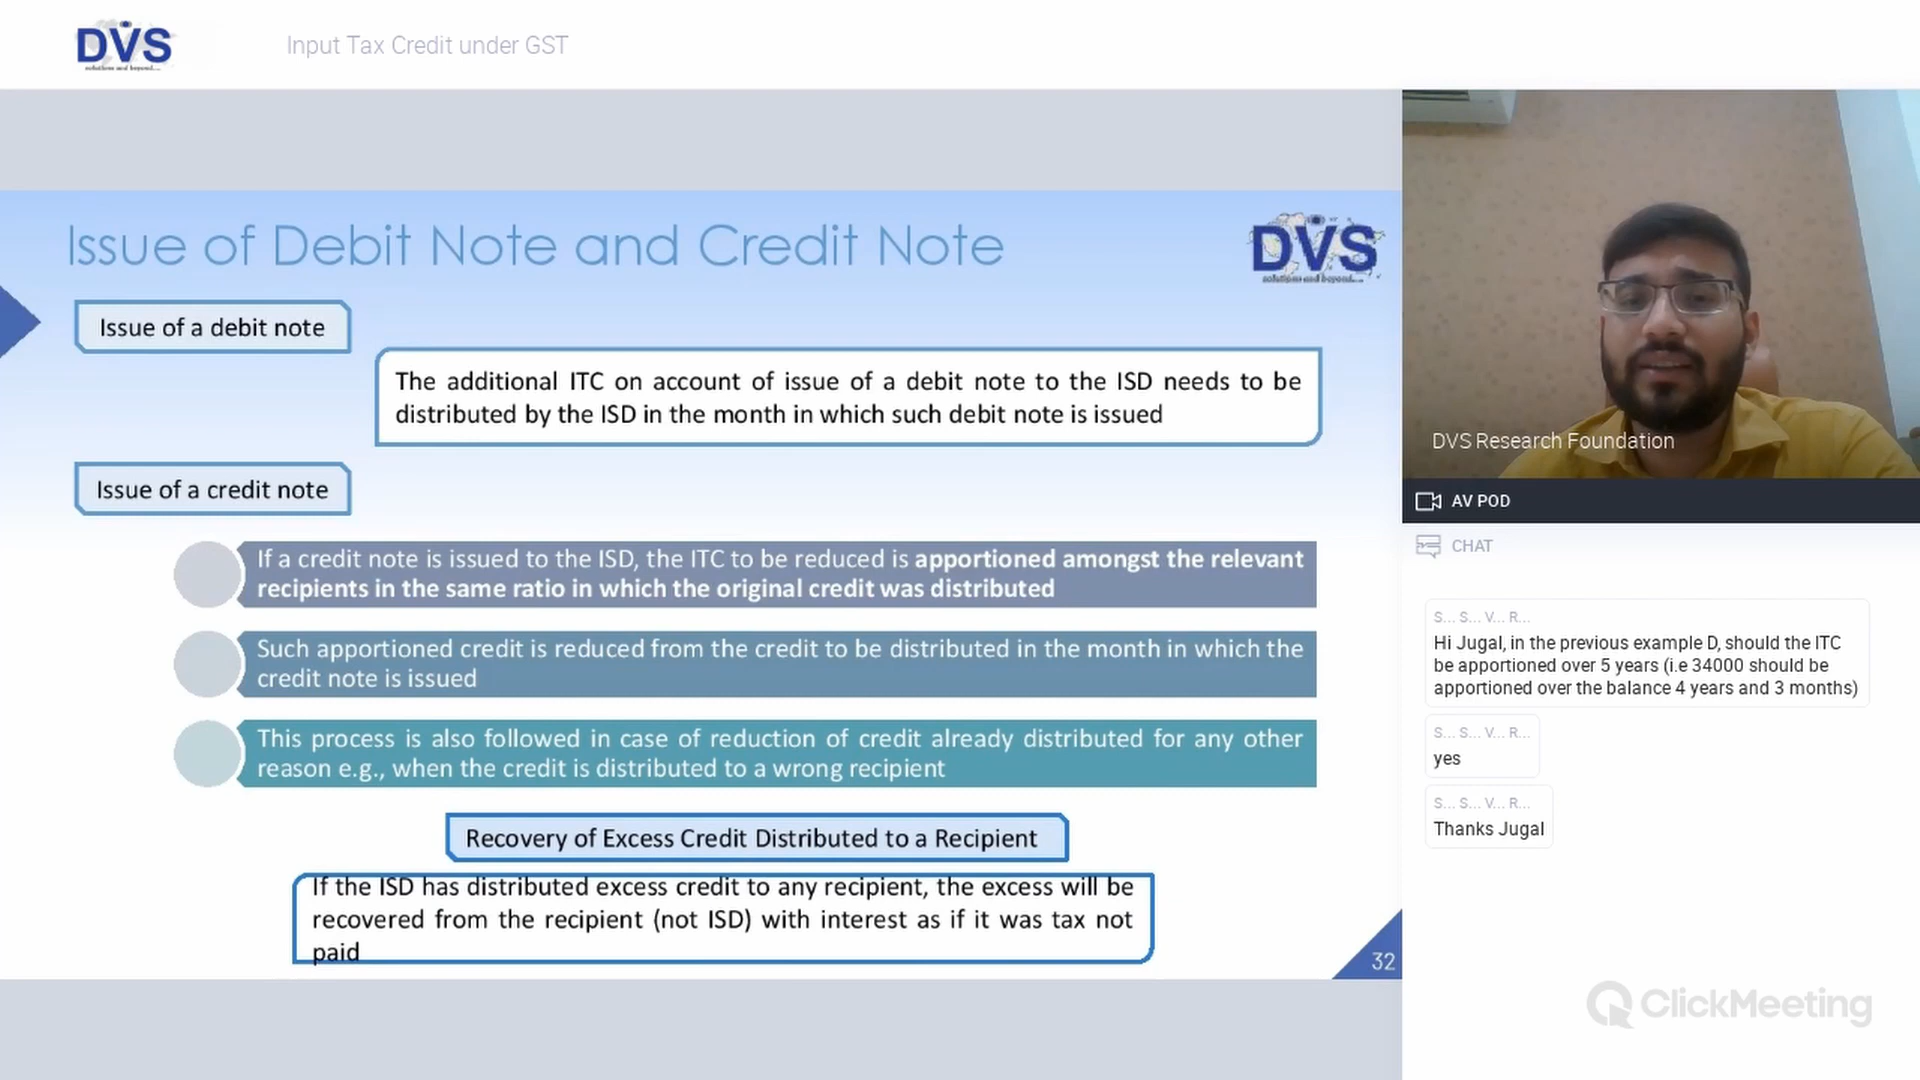 DVS
solutions and beyond....
Input Tax Credit under GST
Issue of Debit Note and Credit Note
DVS
solutions and beyond....
Issue of a debit note
The additional ITC on account of issue of a debit note to the ISD needs to be
distributed by the ISD in the month in which such debit note is issued
Issue of a credit note
If a credit note is issued to the ISD, the ITC to be reduced is apportioned amongst the relevant
recipients in the same ratio in which the original credit was distributed
Such apportioned credit is reduced from the credit to be distributed in the month in which the
credit note is issued
This process is also followed in case of reduction of credit already distributed for any other
reason e.g., when the credit is distributed to a wrong recipient
Recovery of Excess Credit Distributed to a Recipient
If the ISD has distributed excess credit to any recipient, the excess will be
recovered from the recipient (not ISD) with interest as if it was tax not
paid
32
DVS Research Foundation
AV POD
CHAT
S... S... V... R...
Hi Jugal, in the previous example D, should the ITC
be apportioned over 5 years (i.e 34000 should be
apportioned over the balance 4 years and 3 months)
S... S... V... R...
yes
S... S... V... R...
Thanks Jugal
ClickMeeting